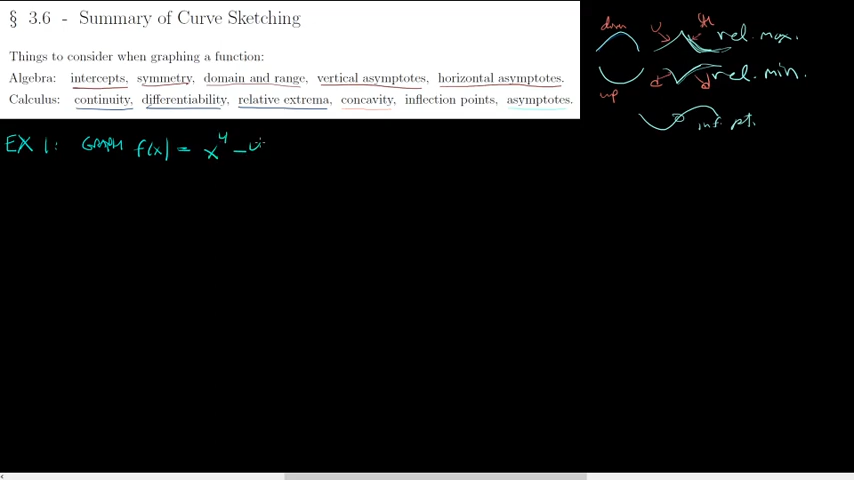 § 3.6 - Summary of Curve Sketching
Things to consider when graphing a function:
Algebra: intercepts, symmetry, domain and range, vertical asymptotes, horizontal asymptotes.
Calculus: continuity, differentiability, relative extrema, concavity, inflection points, asymptotes.
EX 1: GRAPH f(x) = x⁴ –
down
rel. max.
rel. min.
up
inf. pt.